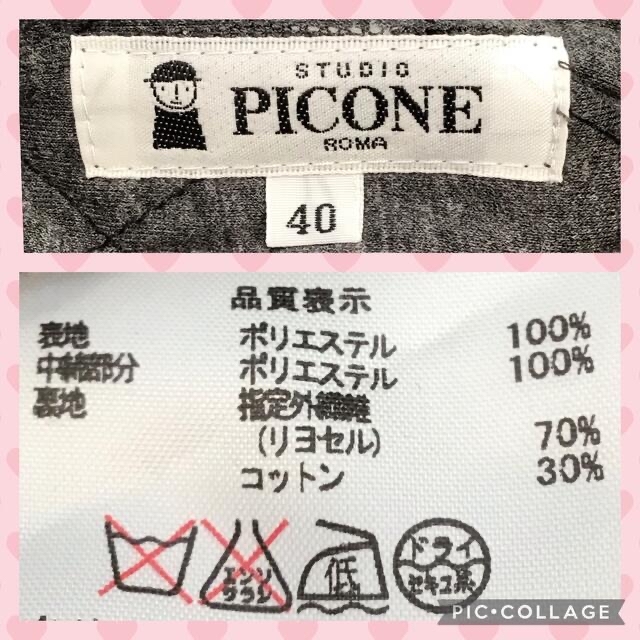 STUDIO
PICONE
ROMA
40
品質表示
表地 ポリエステル 100%
中綿部分 ポリエステル 100%
裏地 指定外繊維
(リヨセル) 70%
コットン 30%
エンソ
サラシ
低
ドライ
セキユ系
PIC•COLLAGE